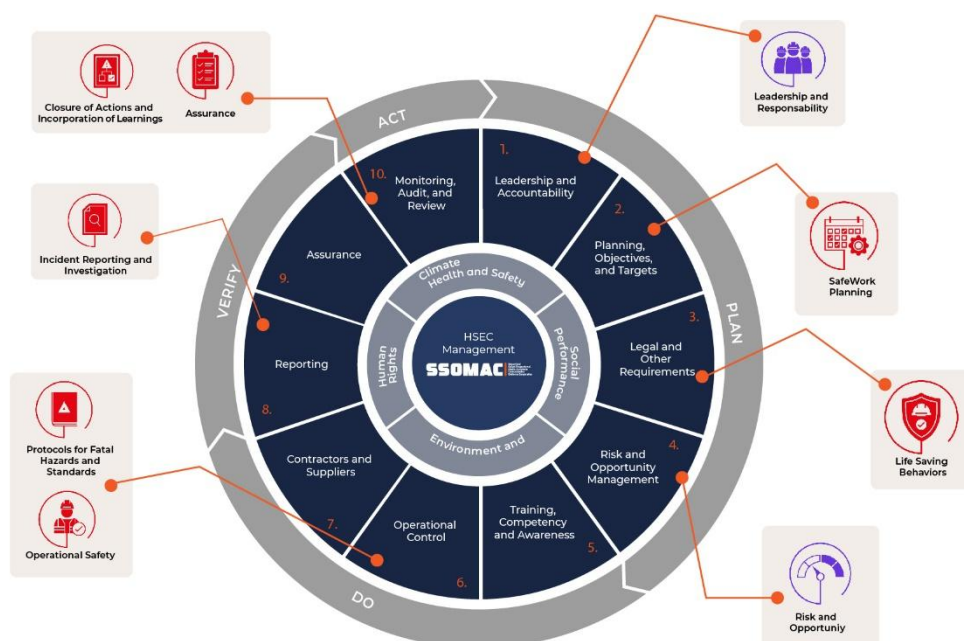 Closure of Actions and
Incorporation of Learnings
Assurance
Leadership and
Responsability
ACT
PLAN
DO
VERIFY
1.
Leadership and
Accountability
2.
Planning,
Objectives,
and Targets
3.
Legal and
Other
Requirements
4.
Risk and
Opportunity
Management
5.
Training,
Competency
and Awareness
6.
Operational
Control
7.
Contractors and
Suppliers
8.
Reporting
9.
Assurance
10.
Monitoring,
Audit, and
Review
Climate
Health and Safety
Social
Performance
Environment and
Human
Rights
HSEC
Management
SSOMAC
SafeWork
Planning
Life Saving
Behaviors
Risk and
Opportuniy
Incident Reporting and
Investigation
Protocols for Fatal
Hazards and
Standards
Operational Safety